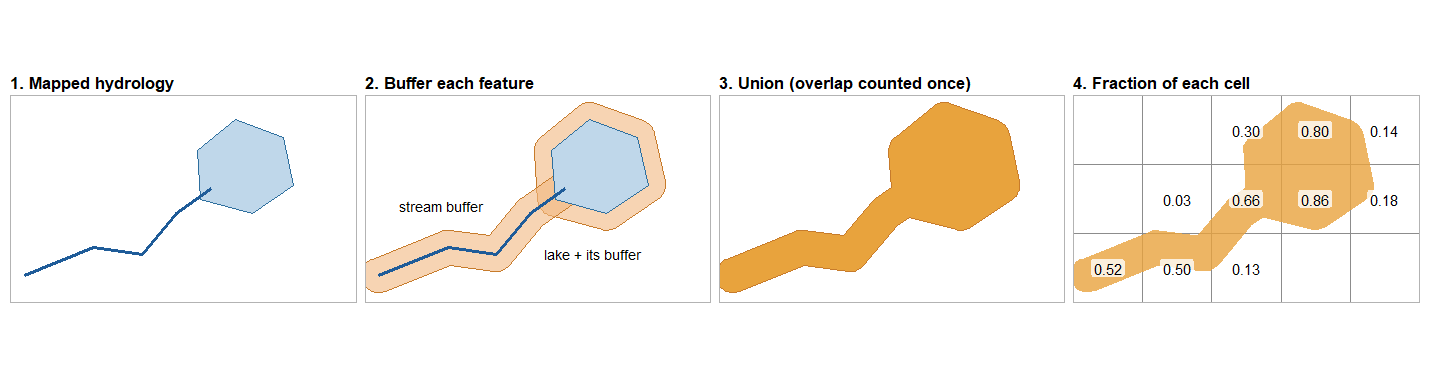 1. Mapped hydrology
2. Buffer each feature
3. Union (overlap counted once)
4. Fraction of each cell
stream buffer
lake + its buffer
0.30 0.80 0.14
0.03 0.66 0.86 0.18
0.52 0.50 0.13